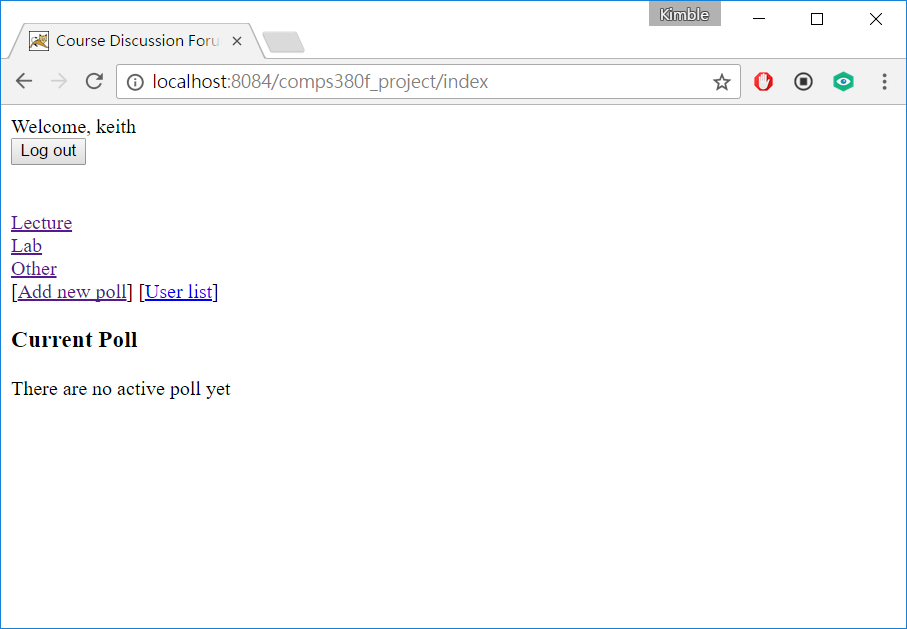 Kimble
Course Discussion Foru
localhost:8084/comps380f_project/index
Welcome, keith
Log out
Lecture
Lab
Other
[Add new poll] [User list]
Current Poll
There are no active poll yet